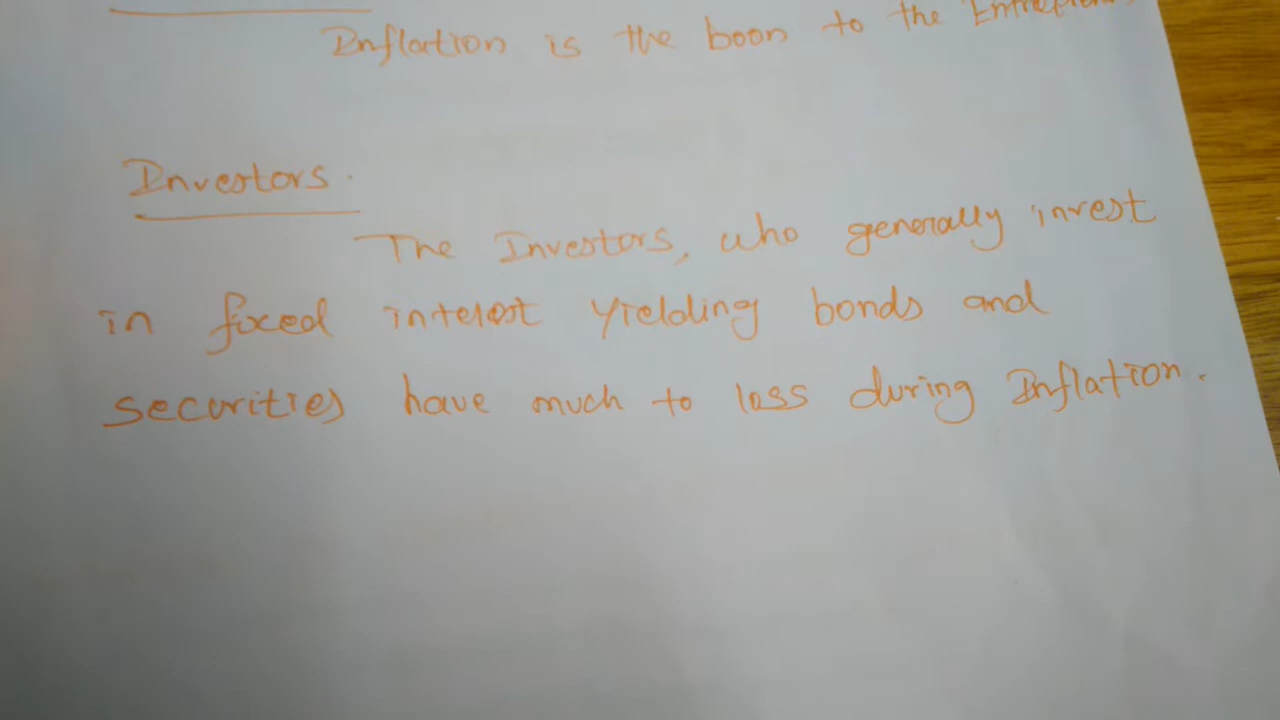 Inflation is the boon to the
Investors.
The Investors, who generally invest
in fixed interest yielding bonds and
securities have much to loss during Inflation.